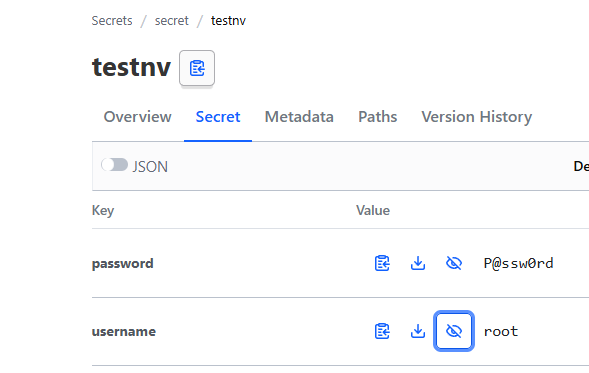 Secrets / secret / testnv
testnv
Overview Secret Metadata Paths Version History
JSON De
Key Value
password P@ssw0rd
username root